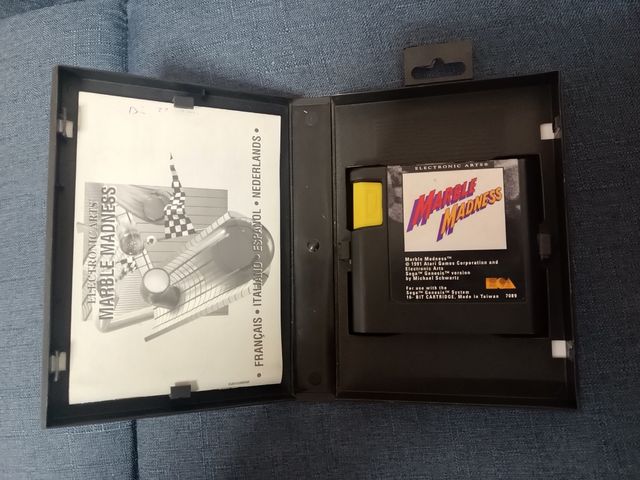 ELECTRONIC ARTS®
MARBLE MADNESS
• FRANÇAIS • ITALIANO • ESPAÑOL • NEDERLANDS •
ELECTRONIC ARTS®
MARBLE
MADNESS
Marble Madness™
© 1991 Atari Games Corporation and
Electronic Arts
Sega™ Genesis™ version
by Michael Schwartz
For use with the
Sega™ Genesis™ System
16- BIT CARTRIDGE, Made in Taiwan 7089